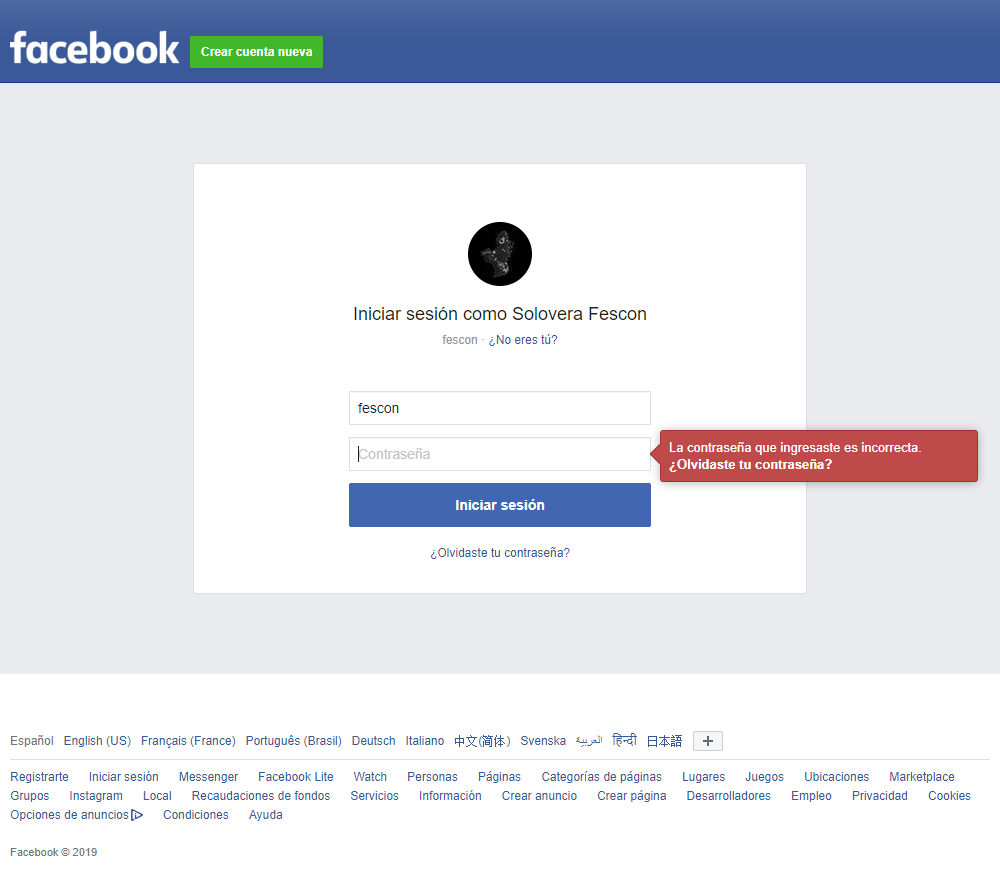 facebook
Crear cuenta nueva
Iniciar sesión como Solovera Fescon
fescon · ¿No eres tú?
fescon
Contraseña
La contraseña que ingresaste es incorrecta.
¿Olvidaste tu contraseña?
Iniciar sesión
¿Olvidaste tu contraseña?
Español English (US) Français (France) Português (Brasil) Deutsch Italiano 中文(简体) Svenska العربية हिन्दी 日本語
Registrarte Iniciar sesión Messenger Facebook Lite Watch Personas Páginas Categorías de páginas Lugares Juegos Ubicaciones Marketplace
Grupos Instagram Local Recaudaciones de fondos Servicios Información Crear anuncio Crear página Desarrolladores Empleo Privacidad Cookies
Opciones de anuncios Condiciones Ayuda
Facebook © 2019